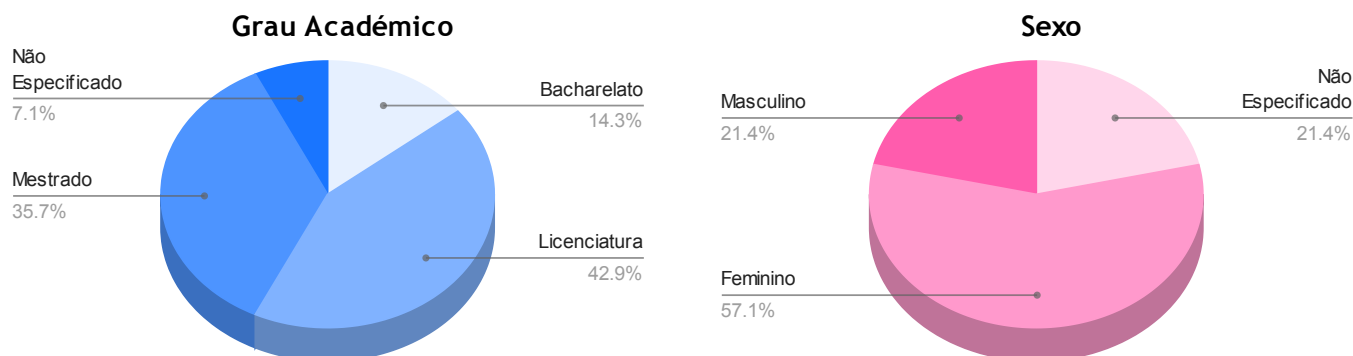 Grau Académico
Não
Especificado
7.1%
Bacharelato
14.3%
Mestrado
35.7%
Licenciatura
42.9%
Sexo
Masculino
21.4%
Não
Especificado
21.4%
Feminino
57.1%